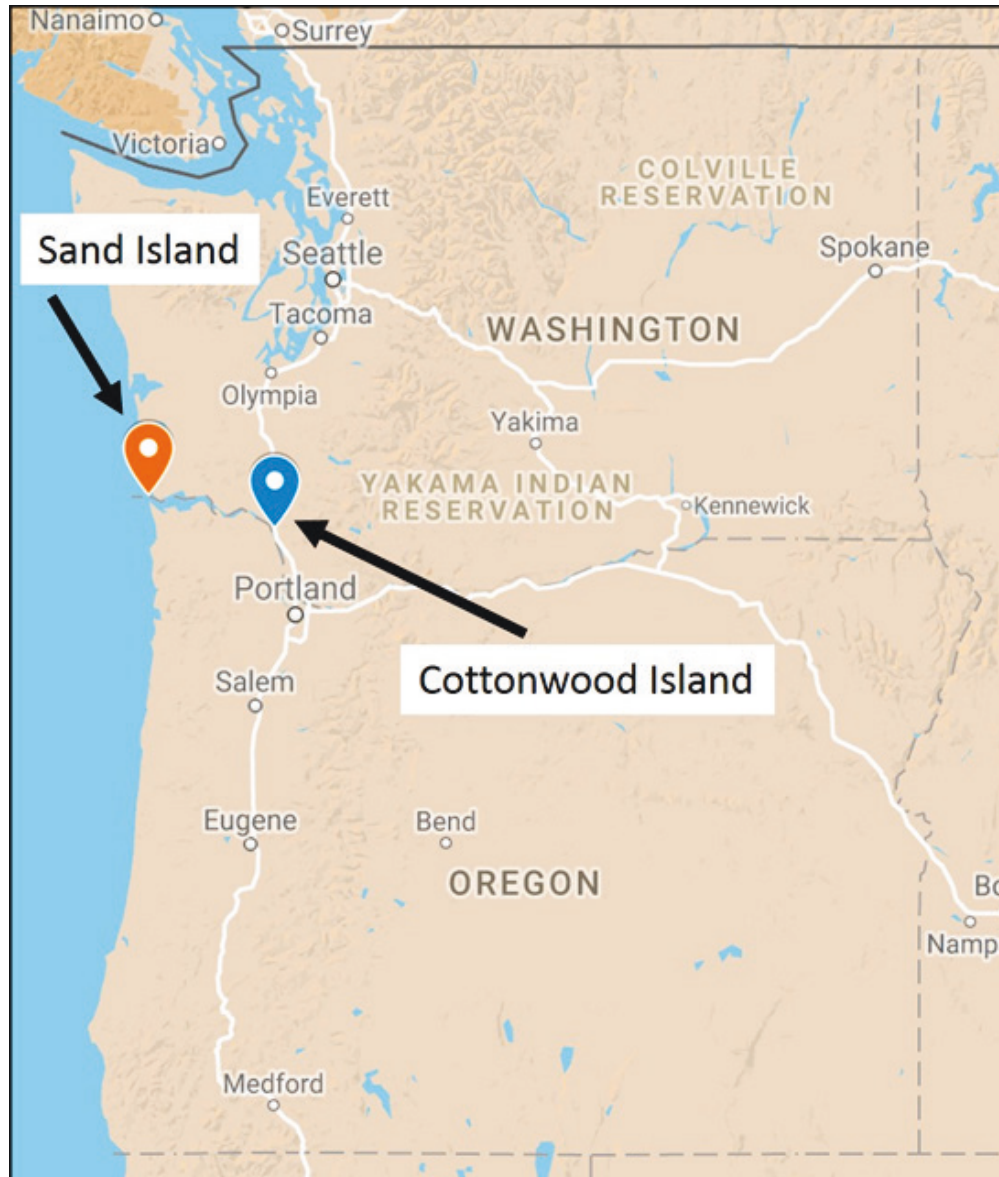 Nanaimo
Surrey
Victoria
COLVILLE
RESERVATION
Everett
Sand Island
Seattle
Spokane
Tacoma
WASHINGTON
Olympia
Yakima
YAKAMA INDIAN
RESERVATION
Kennewick
Portland
Cottonwood Island
Salem
Eugene
Bend
OREGON
Bo
Namp
Medford